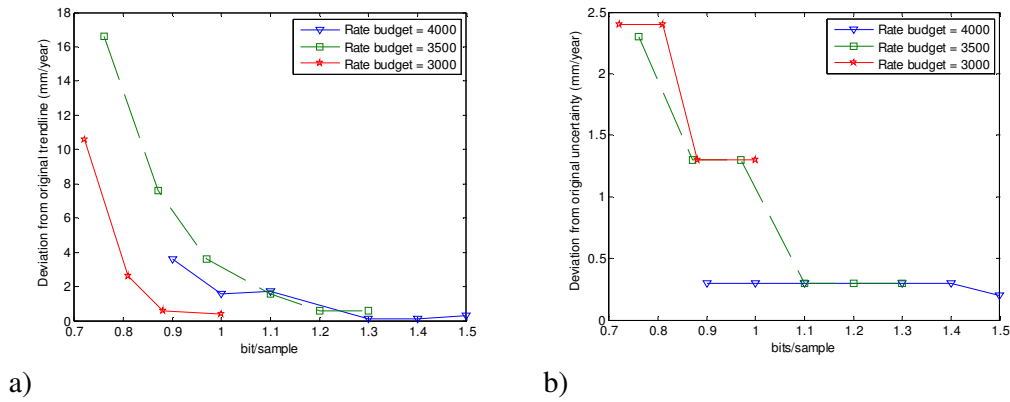 18
16
14
12
10
8
6
4
2
0
0.7 0.8 0.9 1 1.1 1.2 1.3 1.4 1.5
Deviation from original trendline (mm/year)
bit/sample
Rate budget = 4000
Rate budget = 3500
Rate budget = 3000
a)
2.5
2
1.5
1
0.5
0
0.7 0.8 0.9 1 1.1 1.2 1.3 1.4 1.5
Deviation from original uncertainty (mm/year)
bits/sample
Rate budget = 4000
Rate budget = 3500
Rate budget = 3000
b)